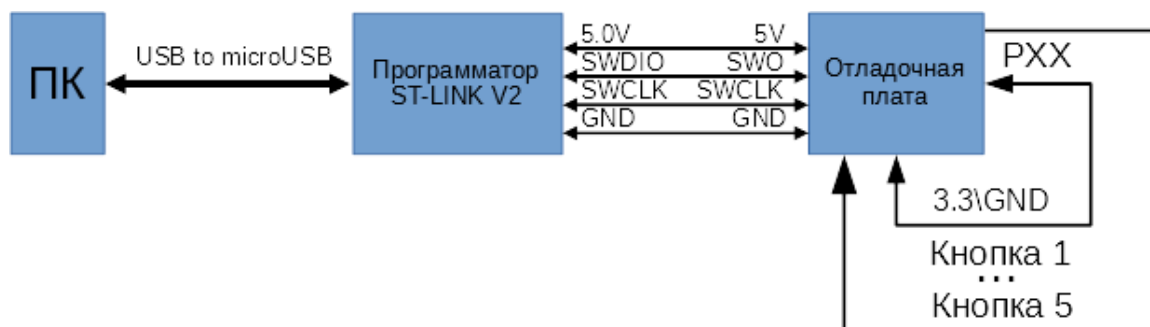 ПК
USB to microUSB
Программатор
ST-LINK V2
5.0V 5V
SWDIO SWO
SWCLK SWCLK
GND GND
Отладочная
плата
PXX
3.3\GND
Кнопка 1
...
Кнопка 5